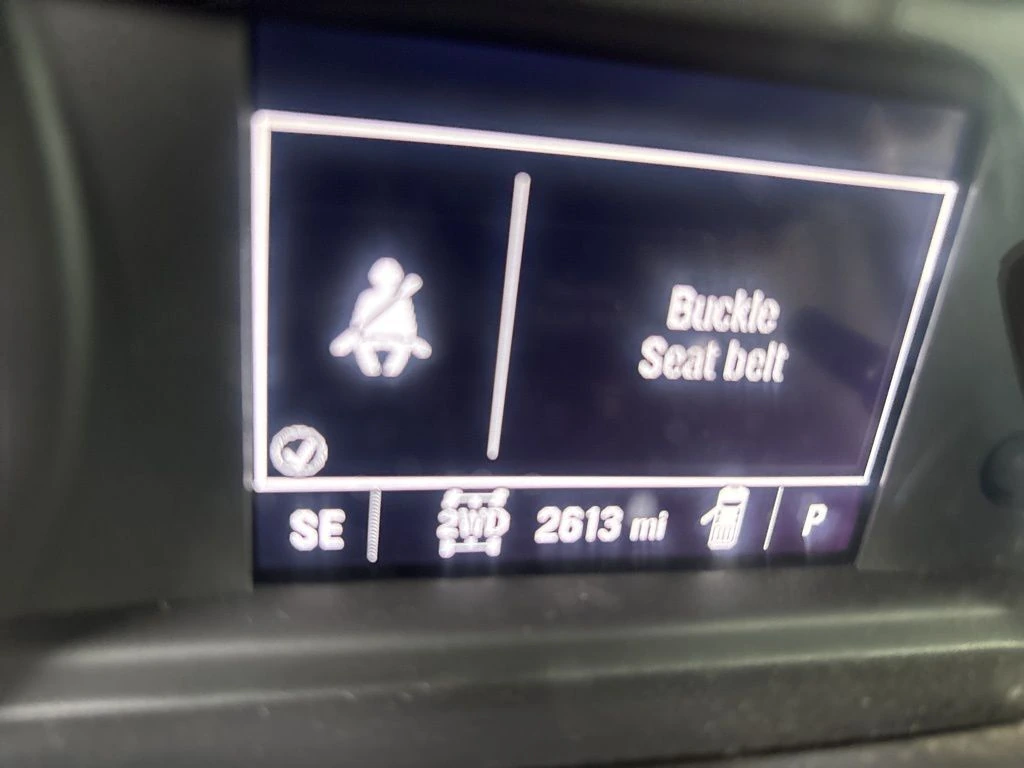 Buckle
Seat belt
SE
2WD
2613 mi
P